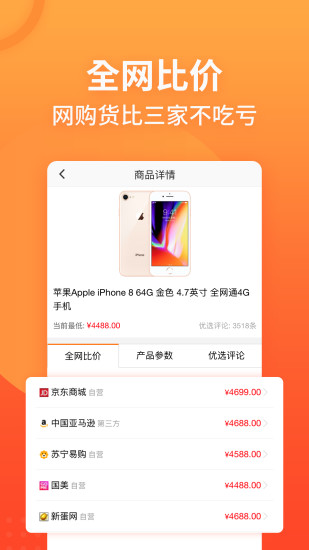 全网比价
网购货比三家不吃亏
商品详情
苹果Apple iPhone 8 64G 金色 4.7英寸 全网通4G
手机
当前最低: ¥4488.00 优选评论: 3518条
全网比价 产品参数 优选评论
京东商城 自营 ¥4699.00
中国亚马逊 第三方 ¥4688.00
苏宁易购 自营 ¥4588.00
国美 自营 ¥4488.00
新蛋网 自营 ¥4688.00